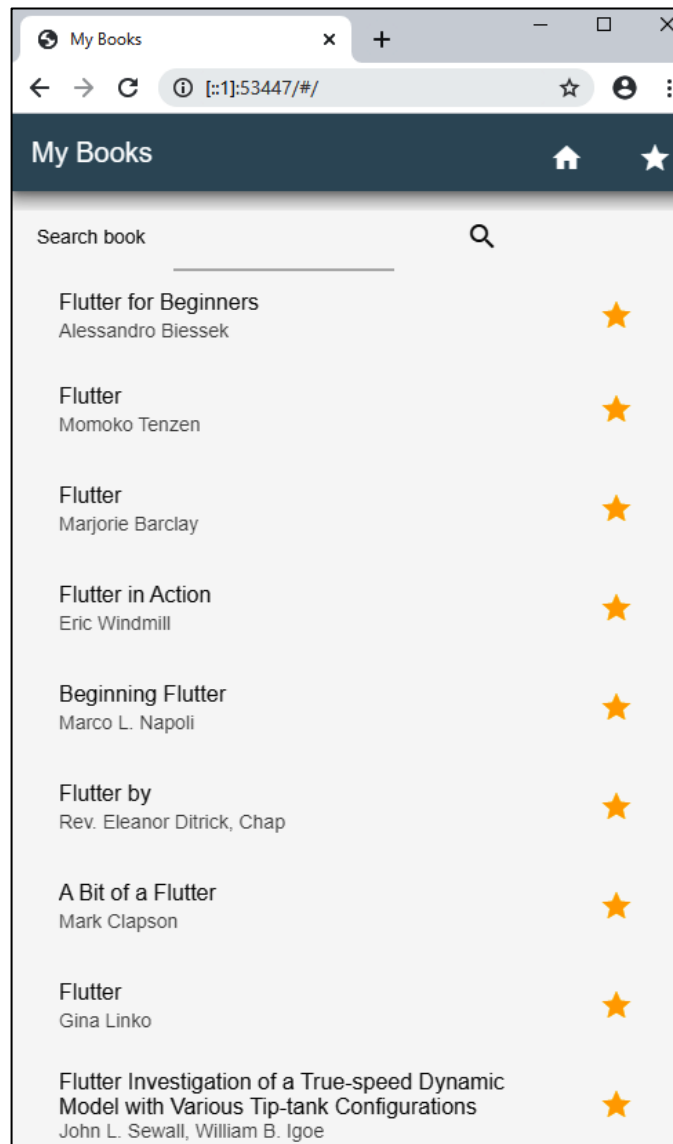 My Books
[::1]:53447/#/
My Books
Search book
Flutter for Beginners
Alessandro Biessek
Flutter
Momoko Tenzen
Flutter
Marjorie Barclay
Flutter in Action
Eric Windmill
Beginning Flutter
Marco L. Napoli
Flutter by
Rev. Eleanor Ditrick, Chap
A Bit of a Flutter
Mark Clapson
Flutter
Gina Linko
Flutter Investigation of a True-speed Dynamic
Model with Various Tip-tank Configurations
John L. Sewall, William B. Igoe